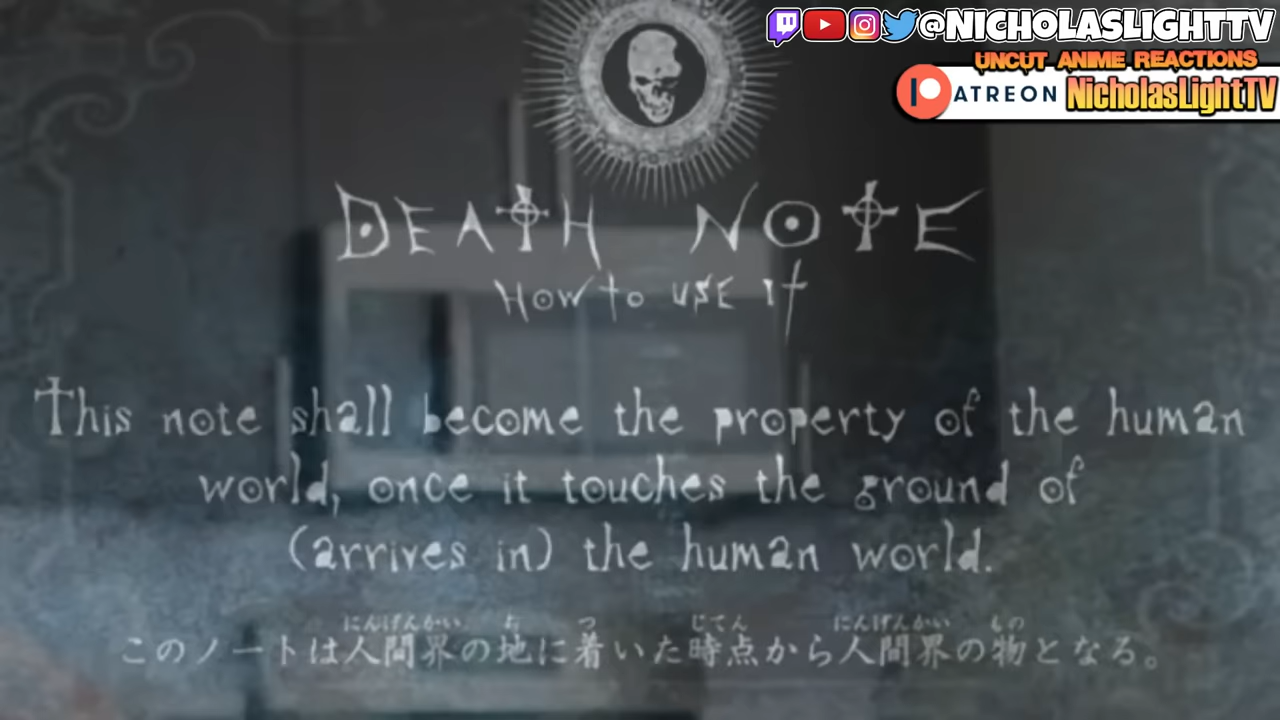 @NICHOLASLIGHTTV
UNCUT ANIME REACTIONS
PATREON NicholasLightTV
DEATH NOTE
How to use it
This note shall become the property of the human
world, once it touches the ground of
(arrives in) the human world.
にんげんかい ち つ じてん にんげんかい もの
このノートは人間界の地に着いた時点から人間界の物となる。